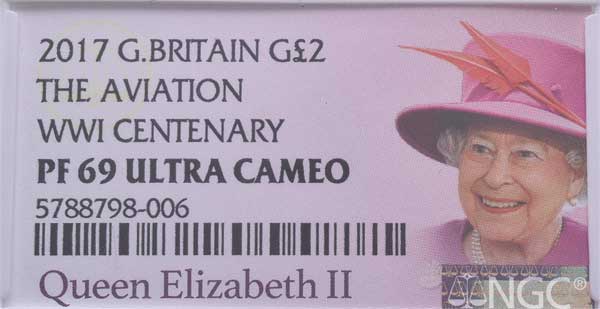 2017 G.BRITAIN G£2
THE AVIATION
WWI CENTENARY
PF 69 ULTRA CAMEO
5788798-006
Queen Elizabeth II
NGC®